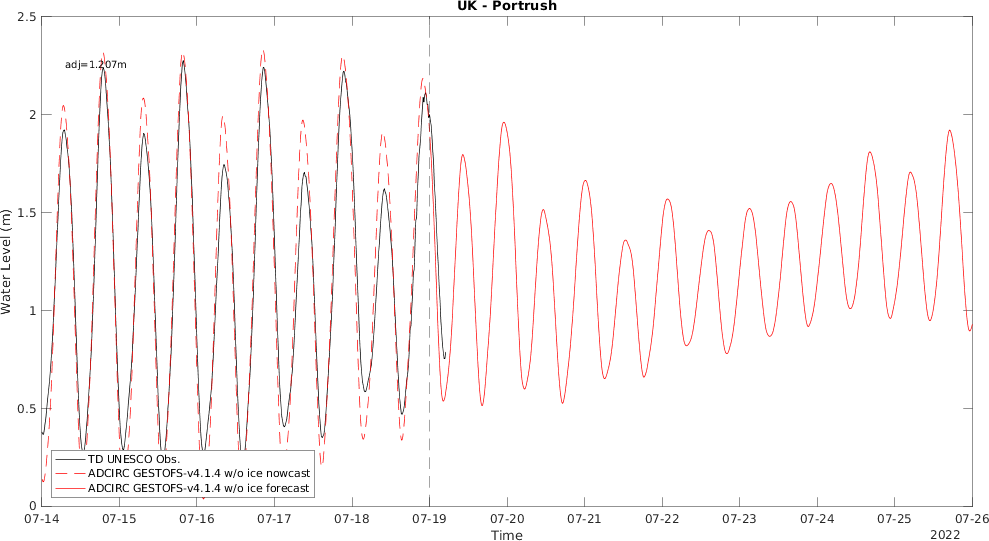 UK - Portrush
2.5
adj=1.207m
2
1.5
Water Level (m)
1
0.5
0
TD UNESCO Obs.
ADCIRC GESTOFS-v4.1.4 w/o ice nowcast
ADCIRC GESTOFS-v4.1.4 w/o ice forecast
07-14 07-15 07-16 07-17 07-18 07-19 07-20 07-21 07-22 07-23 07-24 07-25 07-26
Time
2022